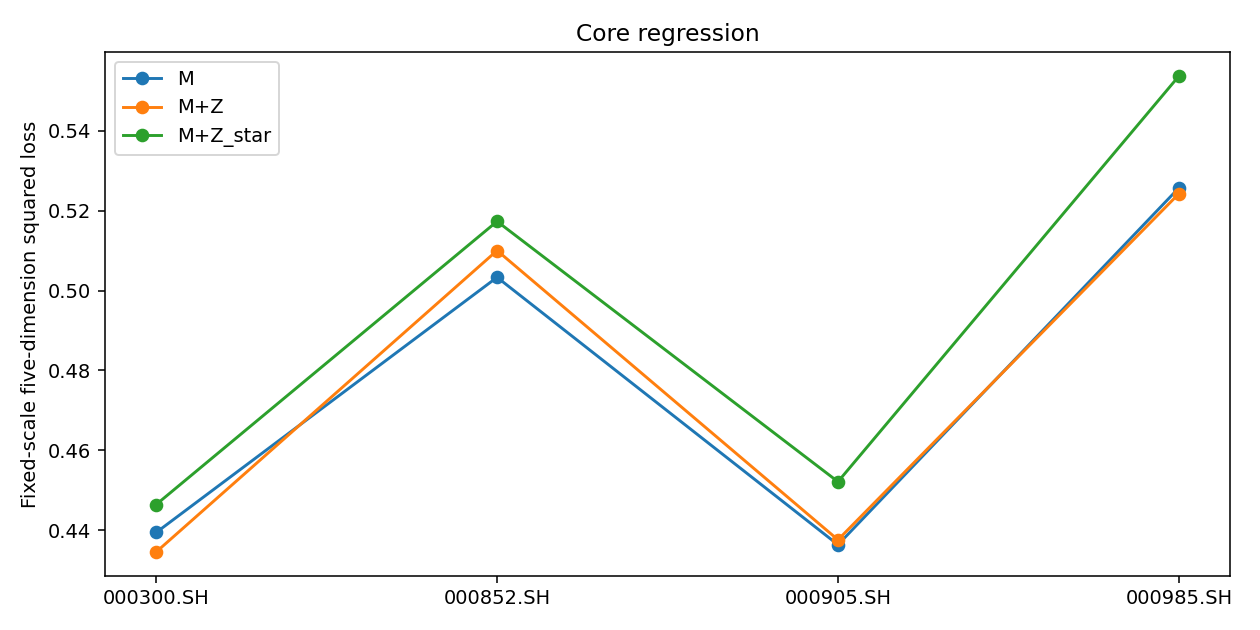 Core regression
M
M+Z
M+Z_star
Fixed-scale five-dimension squared loss
0.54
0.52
0.50
0.48
0.46
0.44
000300.SH
000852.SH
000905.SH
000985.SH